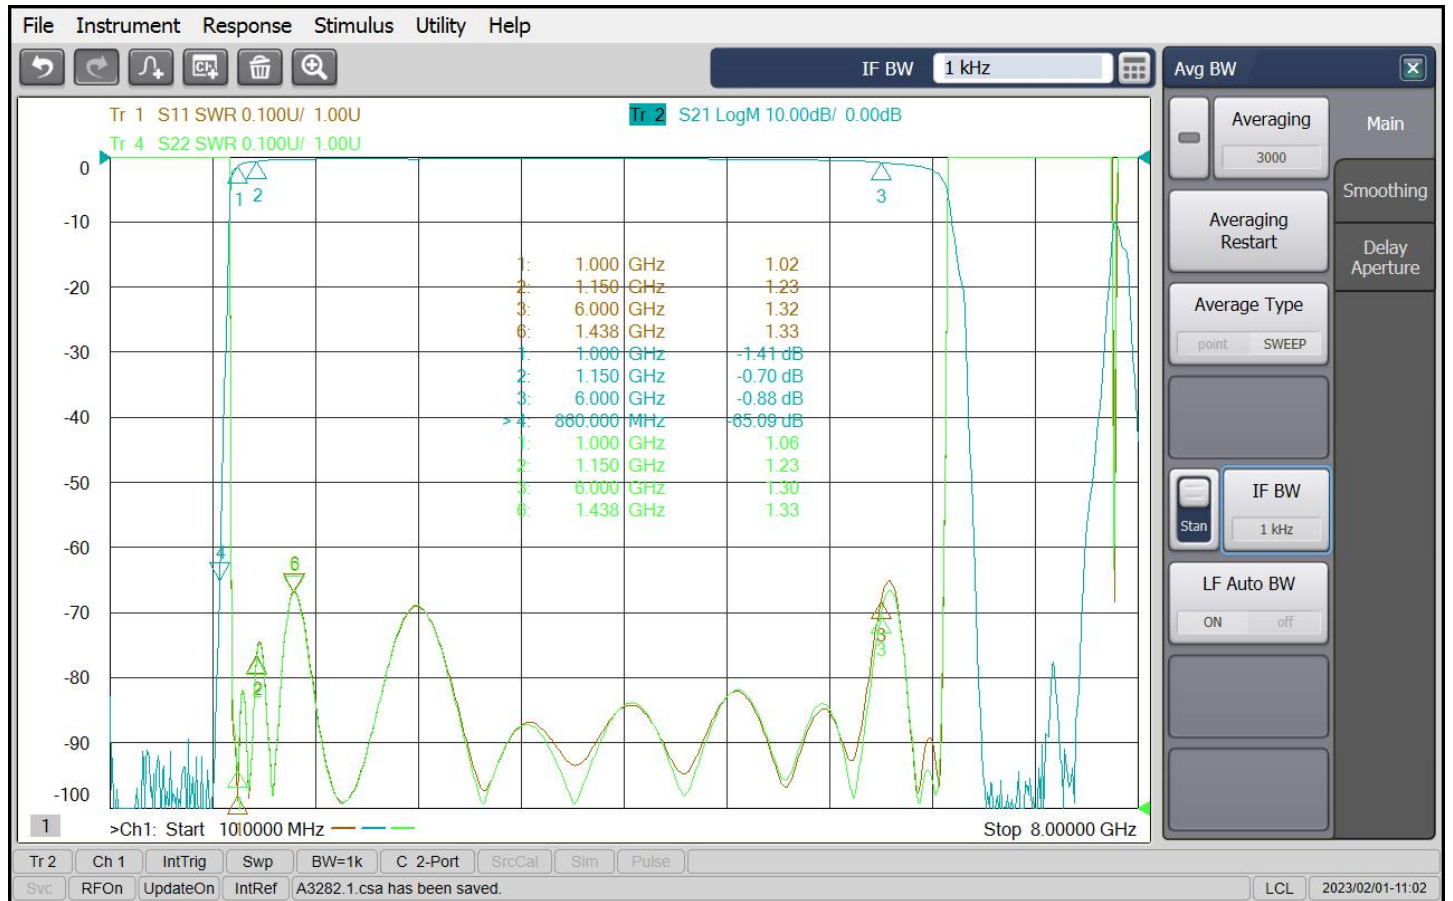 File Instrument Response Stimulus Utility Help
IF BW 1 kHz
Avg BW
Tr 1 S11 SWR 0.100U/ 1.00U
Tr 2 S21 LogM 10.00dB/ 0.00dB
Tr 4 S22 SWR 0.100U/ 1.00U
0
-10
-20
-30
-40
-50
-60
-70
-80
-90
-100
1 2
3
4
6
2
3
3
1: 1.000 GHz 1.02
2: 1.150 GHz 1.23
3: 6.000 GHz 1.32
6: 1.438 GHz 1.33
1: 1.000 GHz -1.41 dB
2: 1.150 GHz -0.70 dB
3: 6.000 GHz -0.88 dB
> 4: 860.000 MHz -65.09 dB
1: 1.000 GHz 1.06
2: 1.150 GHz 1.23
3: 6.000 GHz 1.30
6: 1.438 GHz 1.33
1
>Ch1: Start 10.0000 MHz
Stop 8.00000 GHz
Averaging
3000
Averaging
Restart
Average Type
point SWEEP
Stan
IF BW
1 kHz
LF Auto BW
ON off
Main
Smoothing
Delay
Aperture
Tr 2 Ch 1 IntTrig Swp BW=1k C 2-Port SrcCal Sim Pulse
Svc RFOn UpdateOn IntRef A3282.1.csa has been saved. LCL 2023/02/01-11:02